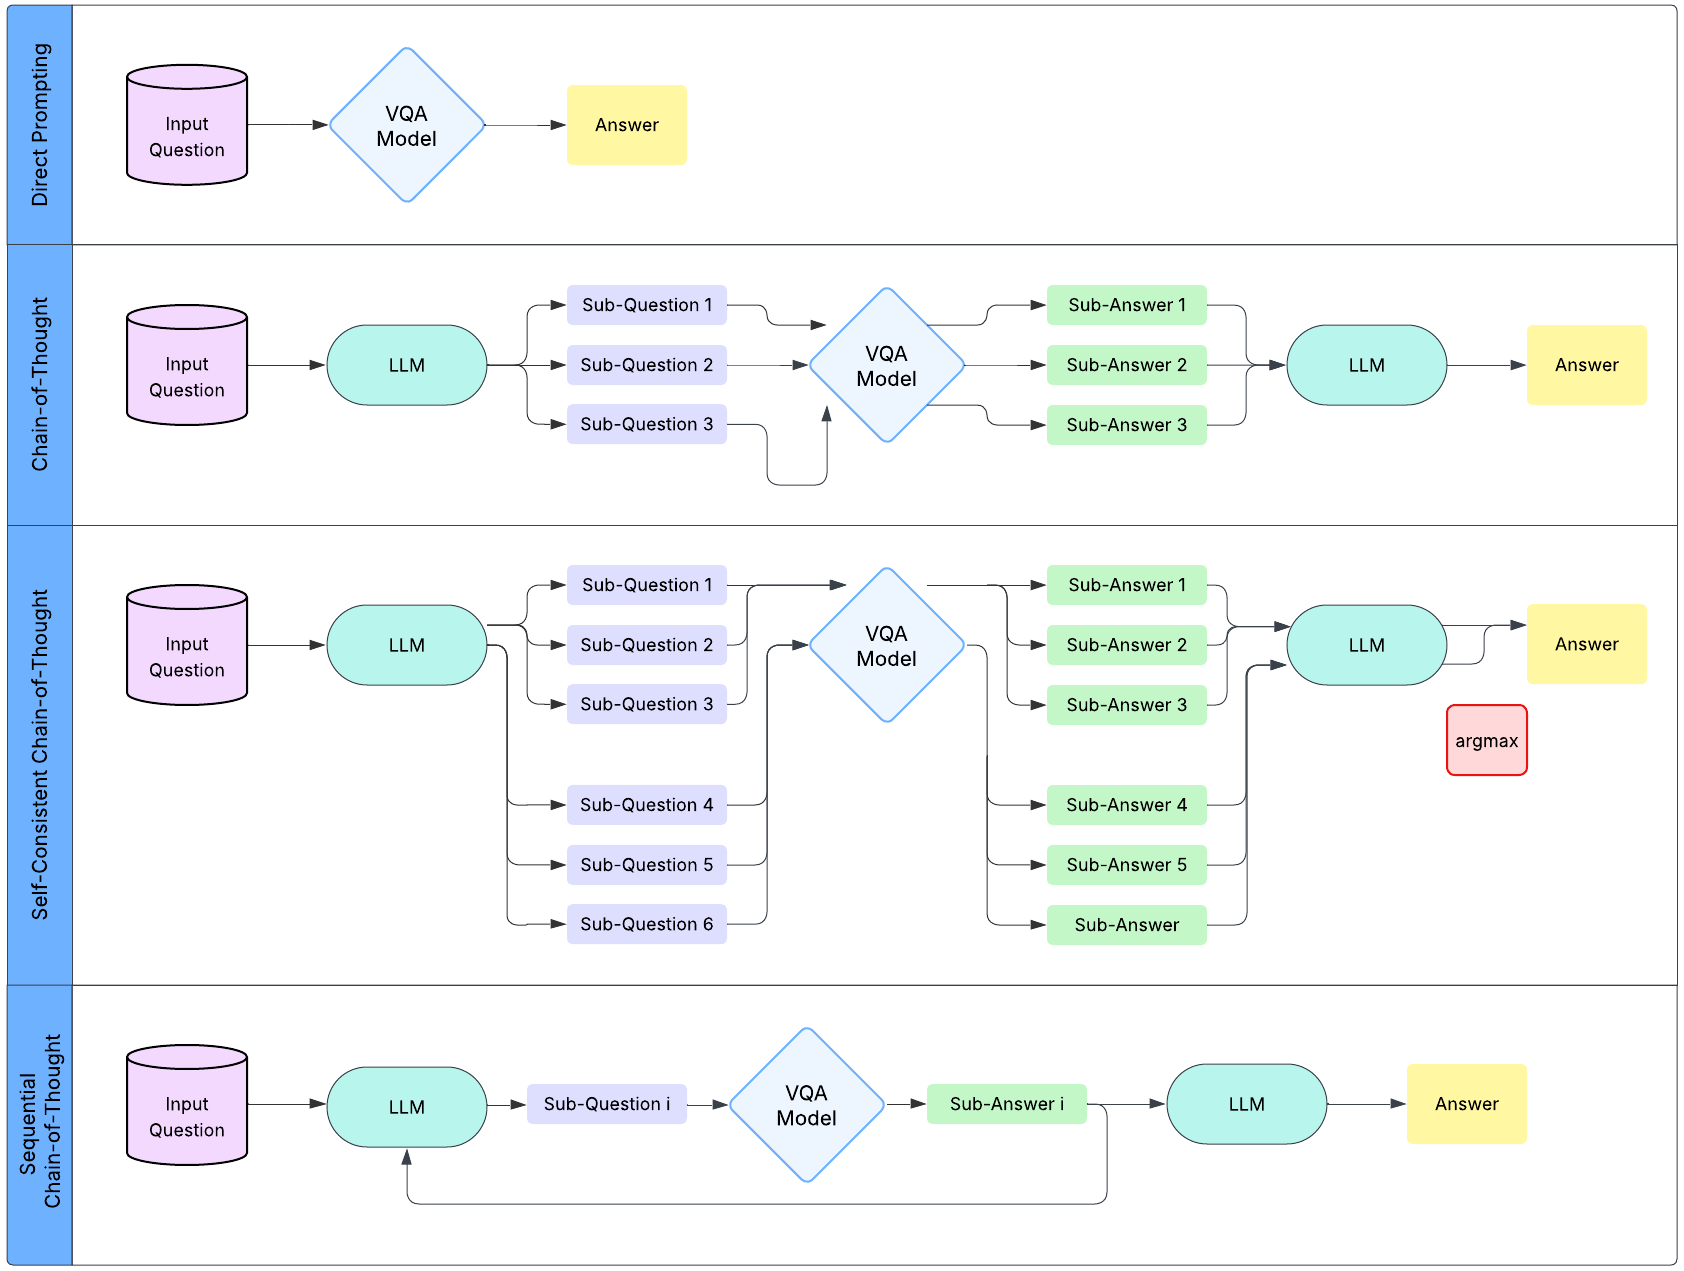 Direct Prompting
Input
Question
VQA
Model
Answer
Chain-of-Thought
Input
Question
LLM
Sub-Question 1
Sub-Question 2
Sub-Question 3
VQA
Model
Sub-Answer 1
Sub-Answer 2
Sub-Answer 3
LLM
Answer
Self-Consistent Chain-of-Thought
Input
Question
LLM
Sub-Question 1
Sub-Question 2
Sub-Question 3
Sub-Question 4
Sub-Question 5
Sub-Question 6
VQA
Model
Sub-Answer 1
Sub-Answer 2
Sub-Answer 3
Sub-Answer 4
Sub-Answer 5
Sub-Answer
LLM
Answer
argmax
Sequential
Chain-of-Thought
Input
Question
LLM
Sub-Question i
VQA
Model
Sub-Answer i
LLM
Answer